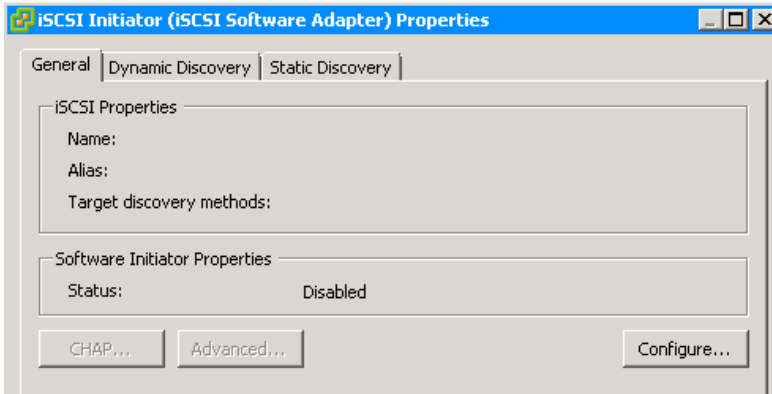 iSCSI Initiator (iSCSI Software Adapter) Properties
General Dynamic Discovery Static Discovery
iSCSI Properties
Name:
Alias:
Target discovery methods:
Software Initiator Properties
Status: Disabled
CHAP... Advanced... Configure...